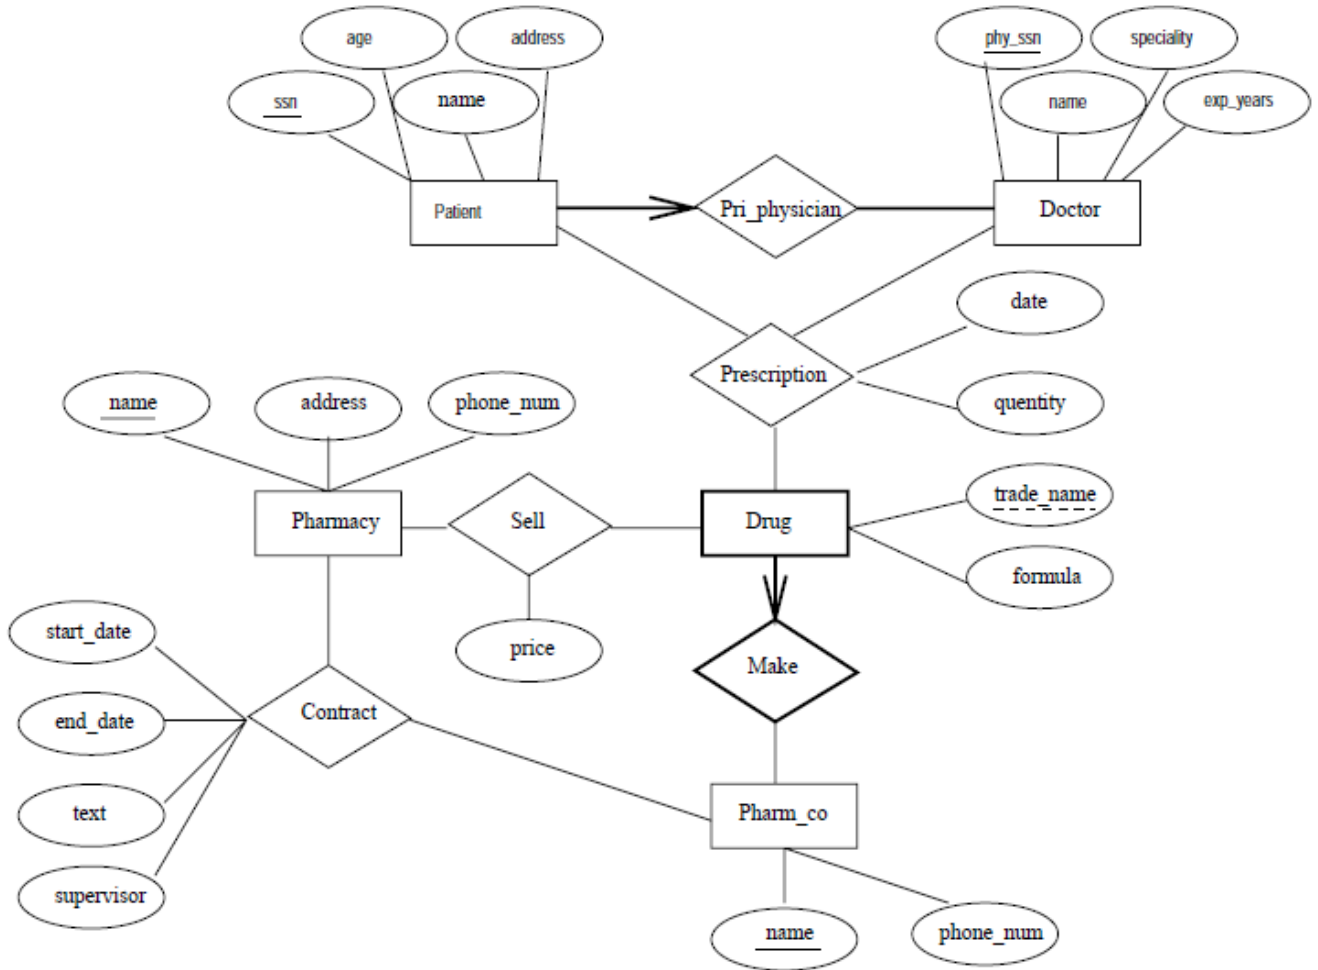 age
address
phy_ssn
speciality
ssn
name
name
exp_years
Patient
Pri_physician
Doctor
date
Prescription
quentity
name
address
phone_num
trade_name
Pharmacy
Sell
Drug
formula
start_date
price
Make
end_date
Contract
text
Pharm_co
supervisor
name
phone_num